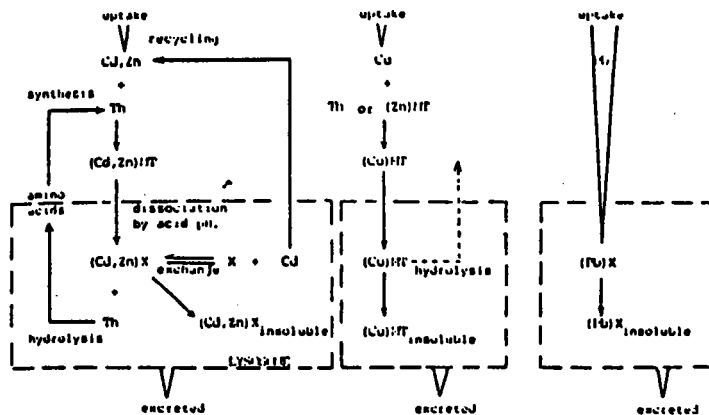 uptake
recycling
Cd,Zn
+
synthesis
Th
(Cd,Zn)MT
amino
acids
dissociation
by acid pH.
(Cd,Zn)X
exchange
X + Cd
+
Th
hydrolysis
(Cd,Zn)X insoluble
LYSOSOME
excreted
uptake
Cu
+
Th or (Zn)MT
(Cu)MT
(Cu)MT
hydrolysis
(Cu)MT insoluble
excreted
uptake
(Pb)X
(Pb)X insoluble
excreted